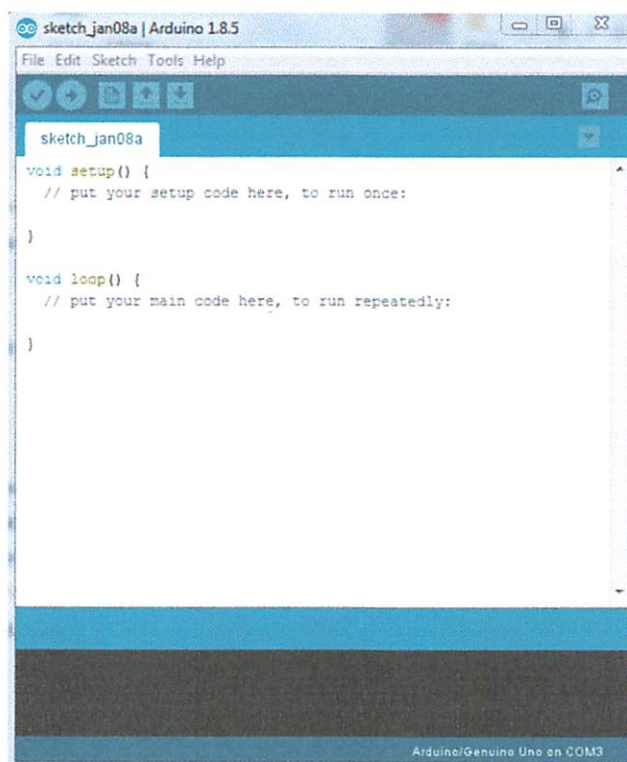 sketch_jan08a | Arduino 1.8.5
File Edit Sketch Tools Help
sketch_jan08a
void setup() {
  // put your setup code here, to run once:
}
void loop() {
  // put your main code here, to run repeatedly:
}
Arduino/Genuino Uno on COM3